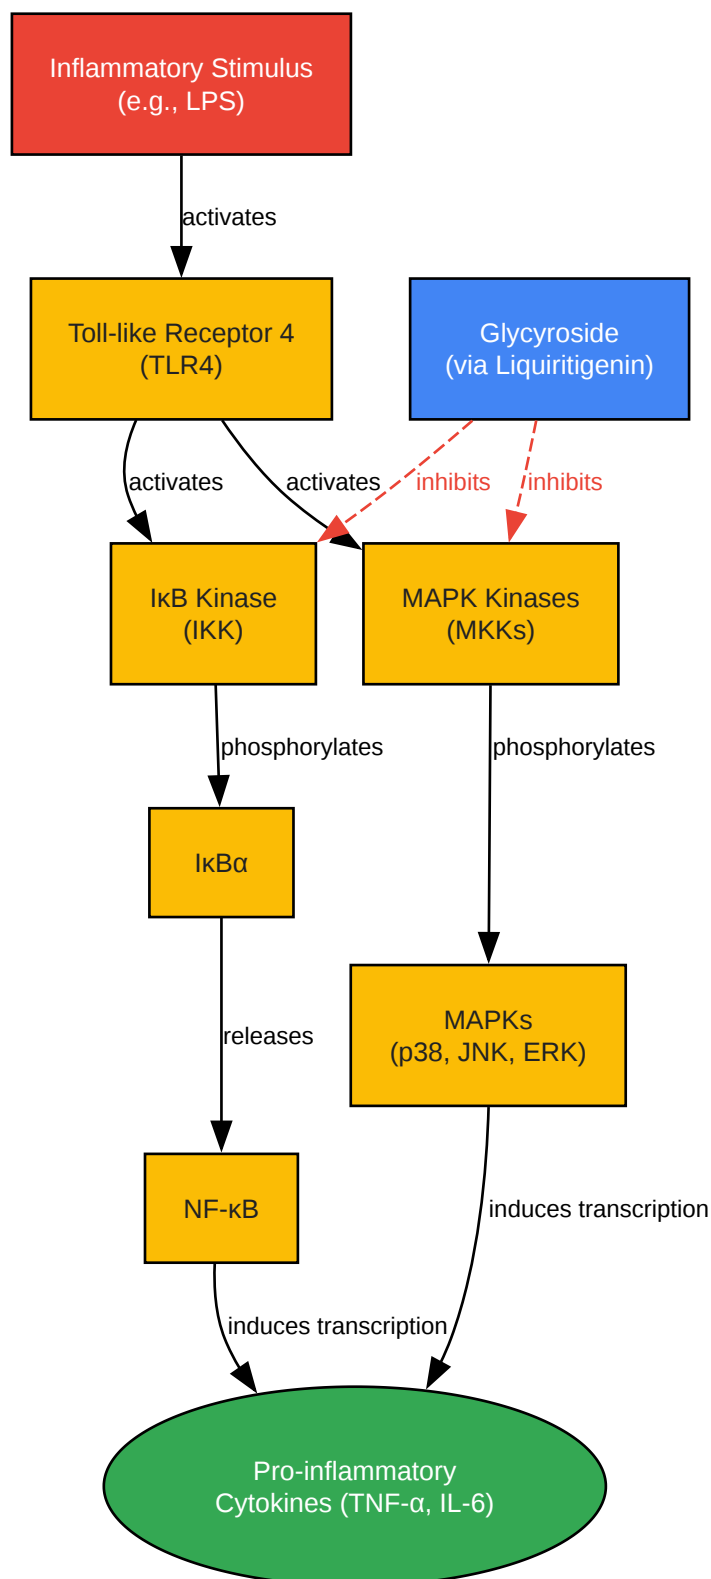 Inflammatory Stimulus
(e.g., LPS)
activates
Toll-like Receptor 4
(TLR4)
Glycyroside
(via Liquiritigenin)
activates
activates
inhibits
inhibits
IκB Kinase
(IKK)
MAPK Kinases
(MKKs)
phosphorylates
phosphorylates
IκBα
MAPKs
(p38, JNK, ERK)
releases
NF-κB
induces transcription
induces transcription
Pro-inflammatory
Cytokines (TNF-α, IL-6)